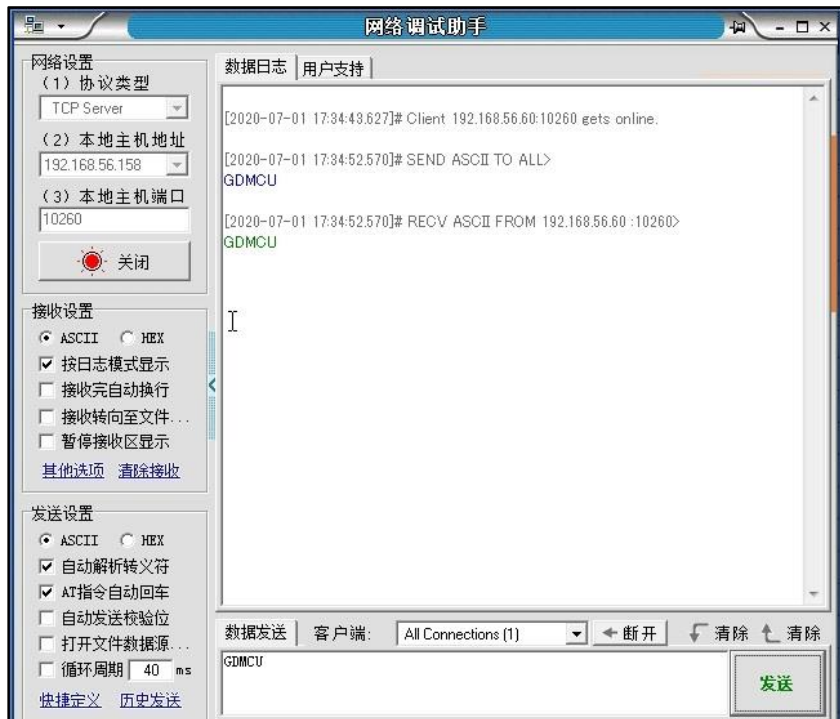 网络调试助手
网络设置
(1) 协议类型
TCP Server
(2) 本地主机地址
192.168.56.158
(3) 本地主机端口
10260
关闭
接收设置
ASCII HEX
按日志模式显示
接收完自动换行
接收转向至文件...
暂停接收区显示
其他选项 清除接收
发送设置
ASCII HEX
自动解析转义符
AT指令自动回车
自动发送校验位
打开文件数据源...
循环周期 40 ms
快捷定义 历史发送
数据日志 用户支持
[2020-07-01 17:34:43.627]# Client 192.168.56.60:10260 gets online.
[2020-07-01 17:34:52.570]# SEND ASCII TO ALL>
GDMCU
[2020-07-01 17:34:52.570]# RECV ASCII FROM 192.168.56.60 :10260>
GDMCU
数据发送 客户端: All Connections (1) 断开 清除 清除
GDMCU
发送